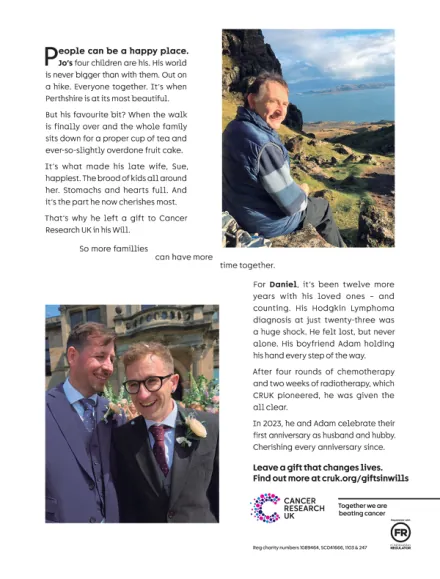 People can be a happy place.
Jo's four children are his. His world
is never bigger than with them. Out on
a hike. Everyone together. It's when
Perthshire is at its most beautiful.
But his favourite bit? When the walk
is finally over and the whole family
sits down for a proper cup of tea and
ever-so-slightly overdone fruit cake.
It's what made his late wife, Sue,
happiest. The brood of kids all around
her. Stomachs and hearts full. And
it's the part he now cherishes most.
That's why he left a gift to Cancer
Research UK in his Will.
So more famillies
can have more
time together.
For Daniel, it's been twelve more
years with his loved ones – and
counting. His Hodgkin Lymphoma
diagnosis at just twenty-three was
a huge shock. He felt lost, but never
alone. His boyfriend Adam holding
his hand every step of the way.
After four rounds of chemotherapy
and two weeks of radiotherapy, which
CRUK pioneered, he was given the
all clear.
In 2023, he and Adam celebrate their
first anniversary as husband and hubby.
Cherishing every anniversary since.
Leave a gift that changes lives.
Find out more at cruk.org/giftsinwills
CANCER
RESEARCH
UK
Together we are
beating cancer
FR
REGULATOR
Reg charity numbers 1089464, SC041666, 1103 & 247